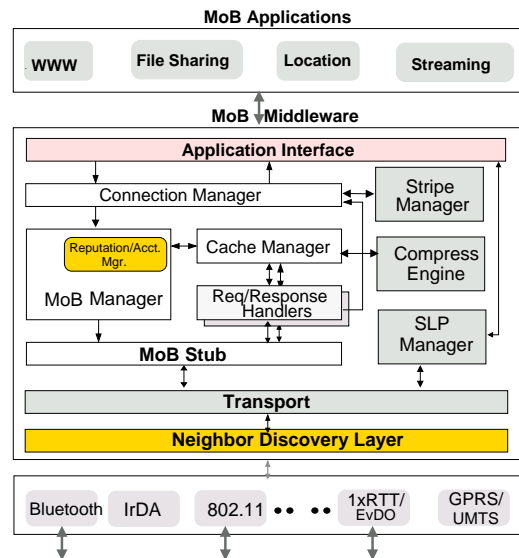 MoB Applications
WWW
File Sharing
Location
Streaming
MoB Middleware
Application Interface
Connection Manager
Stripe
Manager
Reputation/Acct.
Mgr.
MoB Manager
Cache Manager
Compress
Engine
Req/Response
Handlers
SLP
Manager
MoB Stub
Transport
Neighbor Discovery Layer
Bluetooth
IrDA
802.11
1xRTT/
EvDO
GPRS/
UMTS